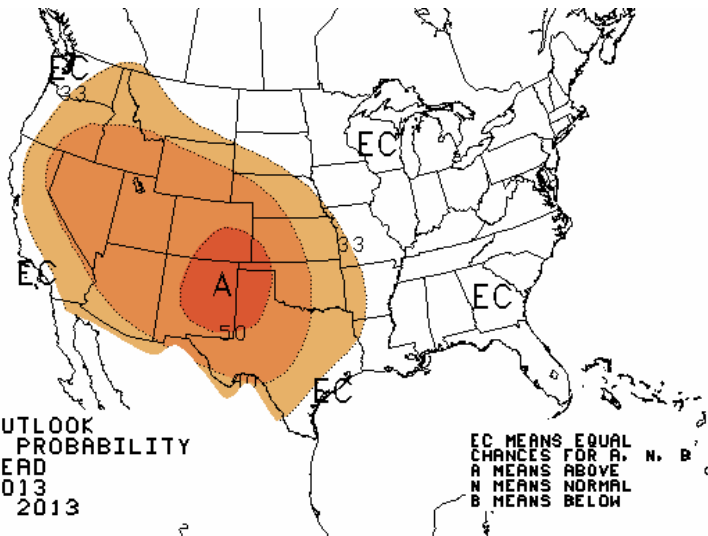 EC
33
EC
33
EC
A
EC
50
EC
UTLOOK
PROBABILITY
EAD
013
2013
EC MEANS EQUAL
CHANCES FOR A, N, B
A MEANS ABOVE
N MEANS NORMAL
B MEANS BELOW